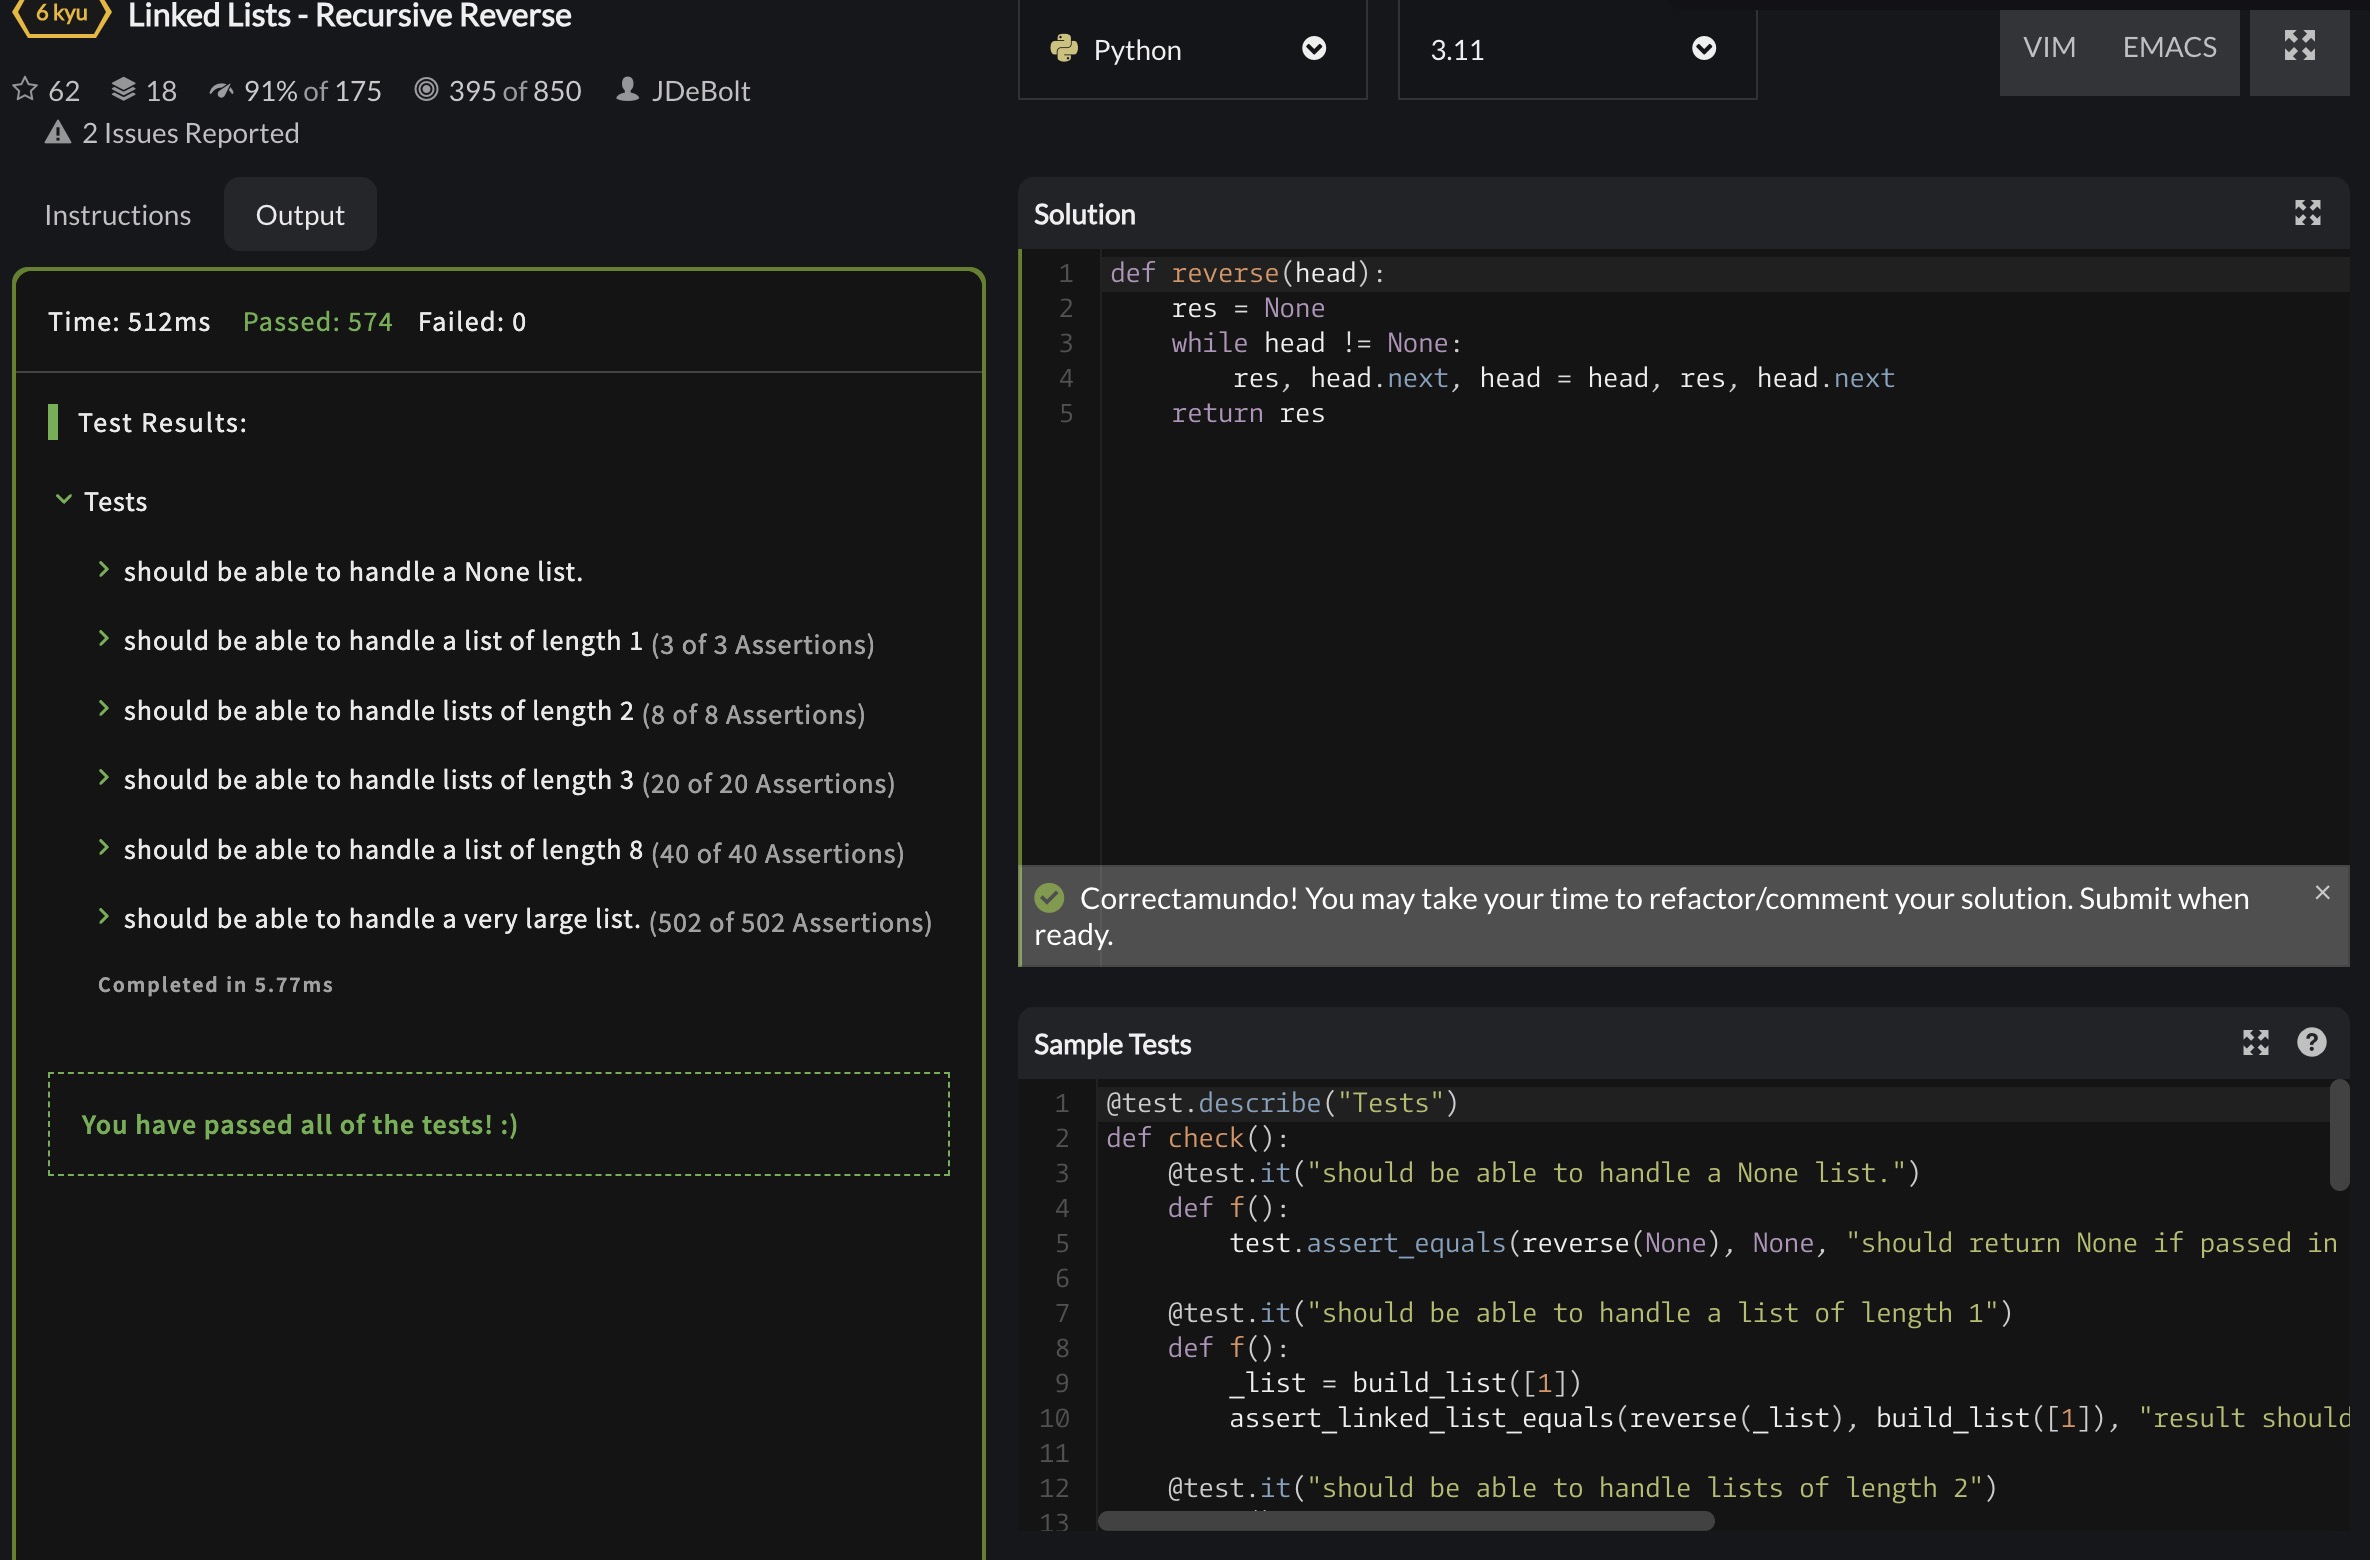 6 kyu Linked Lists - Recursive Reverse
62 18 91% of 175 395 of 850 JDeBolt
2 Issues Reported
Instructions Output
Time: 512ms Passed: 574 Failed: 0
Test Results:
Tests
should be able to handle a None list.
should be able to handle a list of length 1 (3 of 3 Assertions)
should be able to handle lists of length 2 (8 of 8 Assertions)
should be able to handle lists of length 3 (20 of 20 Assertions)
should be able to handle a list of length 8 (40 of 40 Assertions)
should be able to handle a very large list. (502 of 502 Assertions)
Completed in 5.77ms
You have passed all of the tests! :)
Python 3.11 VIM EMACS
Solution
1 def reverse(head):
2     res = None
3     while head != None:
4         res, head.next, head = head, res, head.next
5     return res
Correctamundo! You may take your time to refactor/comment your solution. Submit when
ready.
Sample Tests
1 @test.describe("Tests")
2 def check():
3     @test.it("should be able to handle a None list.")
4     def f():
5         test.assert_equals(reverse(None), None, "should return None if passed in
6
7     @test.it("should be able to handle a list of length 1")
8     def f():
9         _list = build_list([1])
10         assert_linked_list_equals(reverse(_list), build_list([1]), "result should
11
12     @test.it("should be able to handle lists of length 2")
13